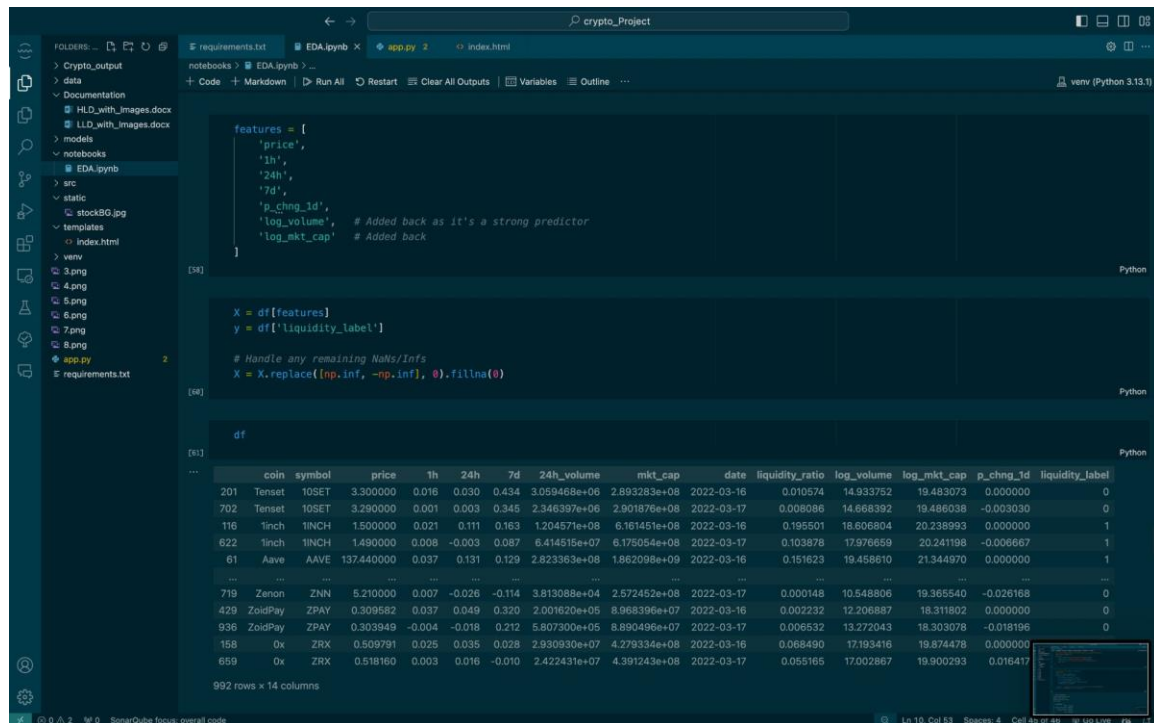 crypto_Project
FOLDERS: ...
requirements.txt
EDA.ipynb
app.py 2
index.html
notebooks > EDA.ipynb > ...
+ Code + Markdown Run All Restart Clear All Outputs Variables Outline ...
venv (Python 3.13.1)
> Crypto_output
> data
Documentation
HLD_with_Images.docx
LLD_with_Images.docx
> models
notebooks
EDA.ipynb
> src
static
stockBG.jpg
templates
index.html
> venv
3.png
4.png
5.png
6.png
7.png
8.png
app.py 2
requirements.txt
features = [
'price',
'1h',
'24h',
'7d',
'p_chng_1d',
'log_volume', # Added back as it's a strong predictor
'log_mkt_cap' # Added back
]
[58] Python
X = df[features]
y = df['liquidity_label']
# Handle any remaining NaNs/Infs
X = X.replace([np.inf, -np.inf], 0).fillna(0)
[60] Python
df
[61] Python
...
coin symbol price 1h 24h 7d 24h_volume mkt_cap date liquidity_ratio log_volume log_mkt_cap p_chng_1d liquidity_label
201 Tenset 10SET 3.300000 0.016 0.030 0.434 3.059468e+06 2.893283e+08 2022-03-16 0.010574 14.933752 19.483073 0.000000 0
702 Tenset 10SET 3.290000 0.001 0.003 0.345 2.346397e+06 2.901876e+08 2022-03-17 0.008086 14.668392 19.486038 -0.003030 0
116 1inch 1INCH 1.500000 0.021 0.111 0.163 1.204571e+08 6.161451e+08 2022-03-16 0.195501 18.606804 20.238993 0.000000 1
622 1inch 1INCH 1.490000 0.008 -0.003 0.087 6.414515e+07 6.175054e+08 2022-03-17 0.103878 17.976659 20.241198 -0.006667 1
61 Aave AAVE 137.440000 0.037 0.131 0.129 2.823363e+08 1.862098e+09 2022-03-16 0.151623 19.458610 21.344970 0.000000 1
... ... ... ... ... ... ... ... ... ... ... ... ... ... ...
719 Zenon ZNN 5.210000 0.007 -0.026 -0.114 3.813088e+04 2.572452e+08 2022-03-17 0.000148 10.548806 19.365540 -0.026168 0
429 ZoidPay ZPAY 0.309582 0.037 0.049 0.320 2.001620e+05 8.968396e+07 2022-03-16 0.002232 12.206887 18.311802 0.000000 0
936 ZoidPay ZPAY 0.303949 -0.004 -0.018 0.212 5.807300e+05 8.890496e+07 2022-03-17 0.006532 13.272043 18.303078 -0.018196 0
158 0x ZRX 0.509791 0.025 0.035 0.028 2.930930e+07 4.279334e+08 2022-03-16 0.068490 17.193416 19.874478 0.000000
659 0x ZRX 0.518160 0.003 0.016 -0.010 2.422431e+07 4.391243e+08 2022-03-17 0.055165 17.002867 19.900293 0.016417
992 rows × 14 columns
0 2 0 SonarQube focus: overall code
Ln 10, Col 53 Spaces: 4 Cell 45 of 46 Go Live